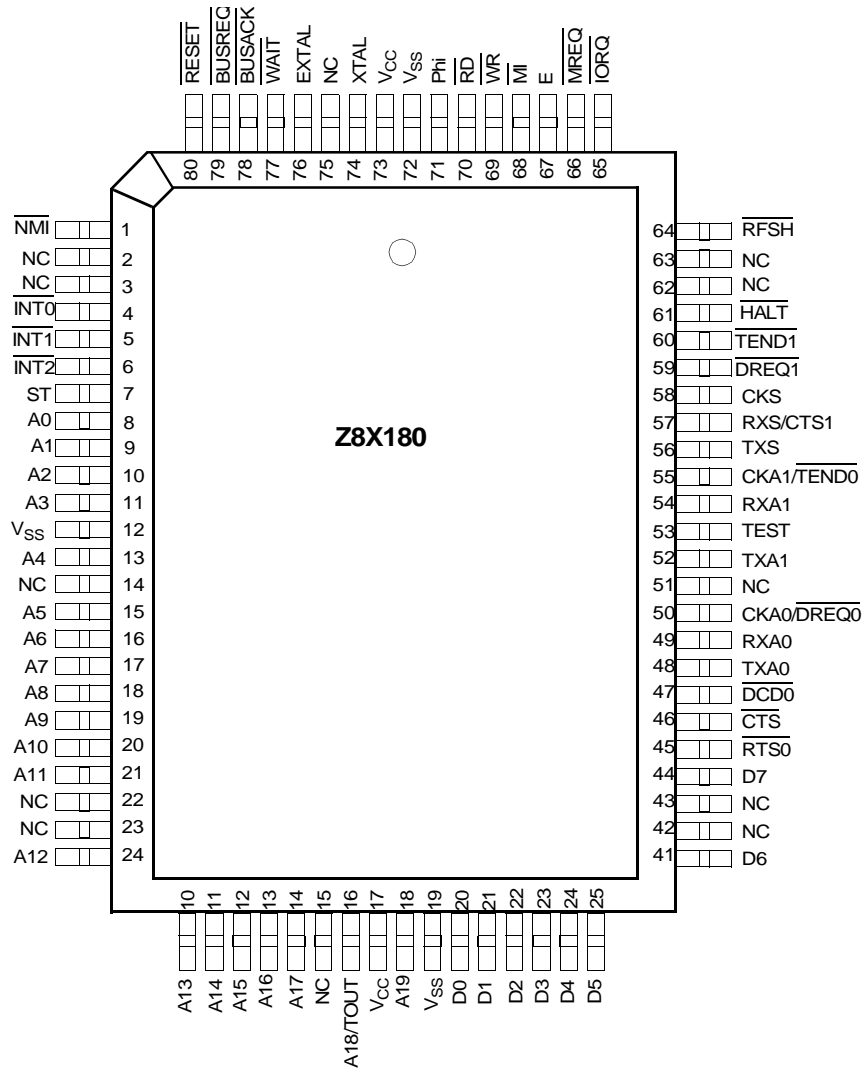 RESET
BUSREQ
BUSACK
WAIT
EXTAL
NC
XTAL
VCC
VSS
Phi
RD
WR
MI
E
MREQ
IORQ
80 79 78 77 76 75 74 73 72 71 70 69 68 67 66 65
NMI 1
NC 2
NC 3
INT0 4
INT1 5
INT2 6
ST 7
A0 8
A1 9
A2 10
A3 11
VSS 12
A4 13
NC 14
A5 15
A6 16
A7 17
A8 18
A9 19
A10 20
A11 21
NC 22
NC 23
A12 24
Z8X180
64 RFSH
63 NC
62 NC
61 HALT
60 TEND1
59 DREQ1
58 CKS
57 RXS/CTS1
56 TXS
55 CKA1/TEND0
54 RXA1
53 TEST
52 TXA1
51 NC
50 CKA0/DREQ0
49 RXA0
48 TXA0
47 DCD0
46 CTS
45 RTS0
44 D7
43 NC
42 NC
41 D6
10 11 12 13 14 15 16 17 18 19 20 21 22 23 24 25
A13
A14
A15
A16
A17
NC
A18/TOUT
VCC
A19
VSS
D0
D1
D2
D3
D4
D5